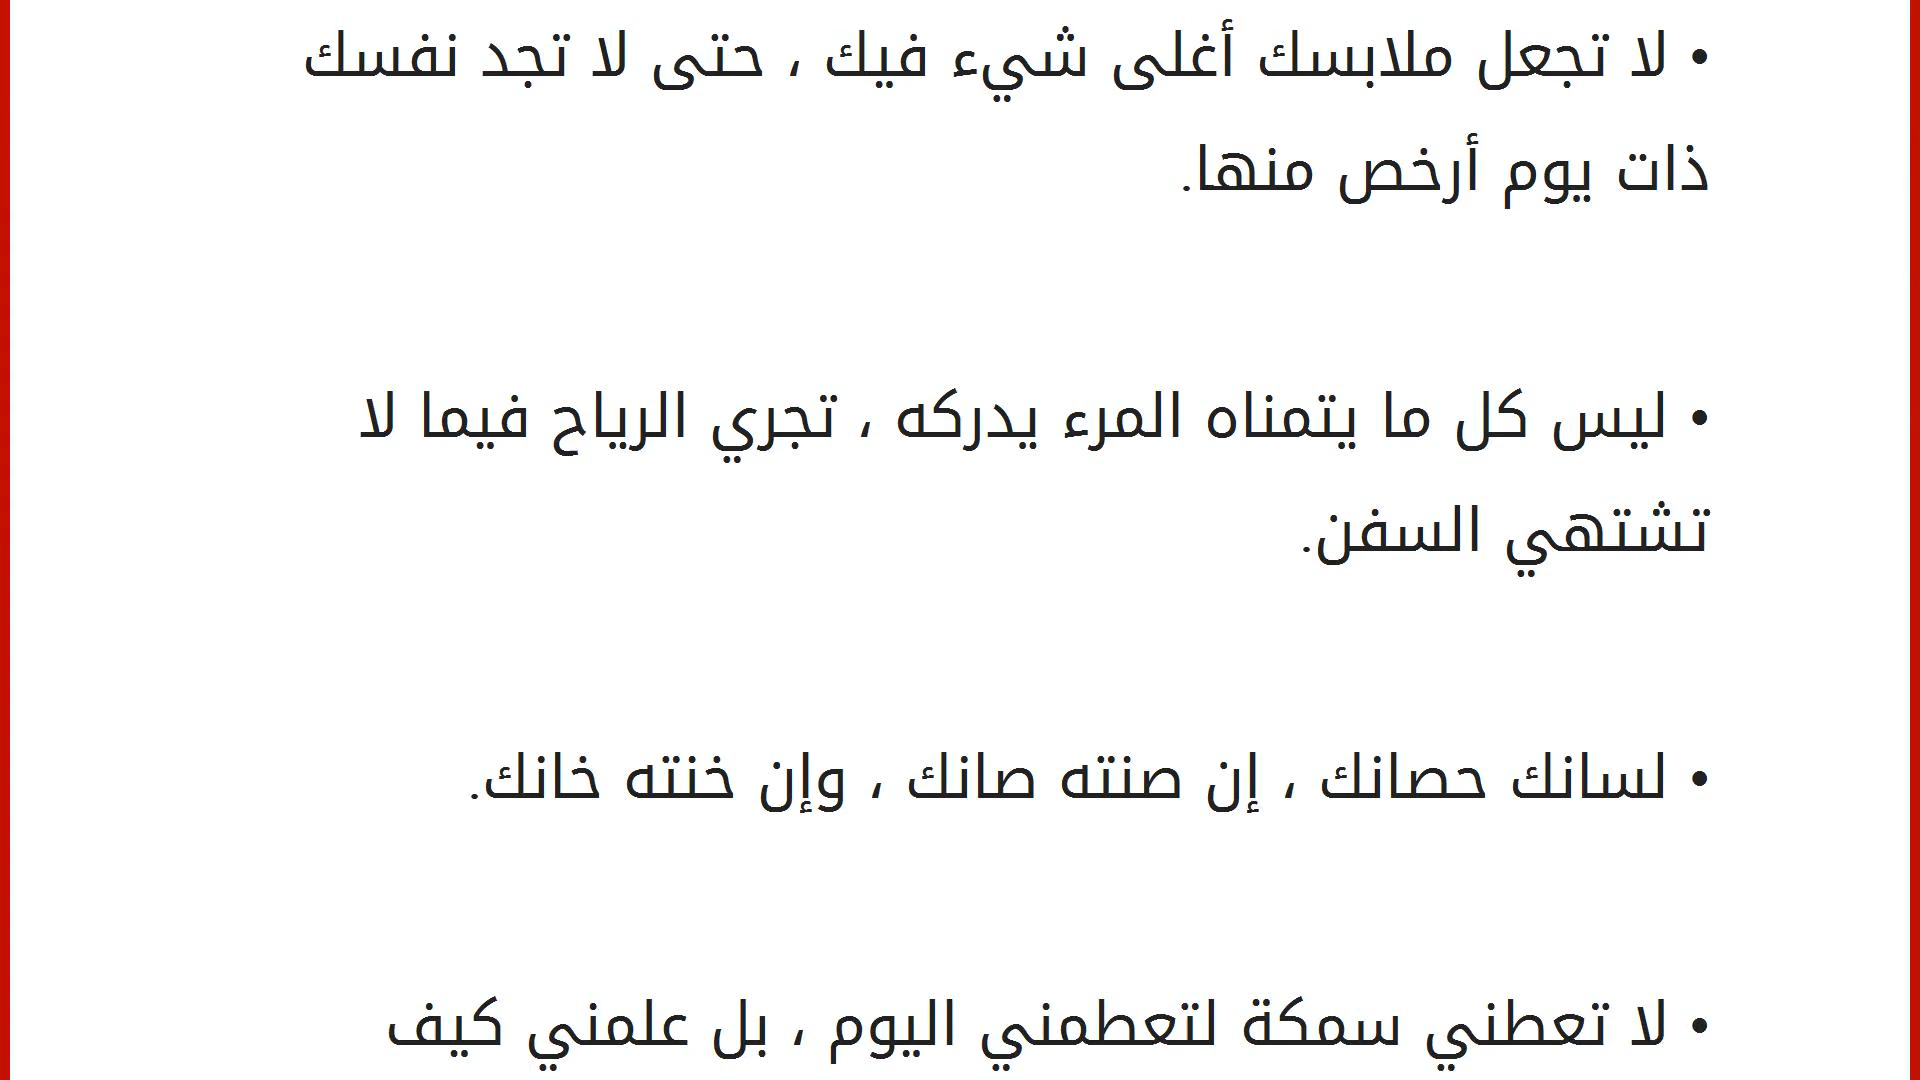 • لا تجعل ملابسك أغلى شيء فيك ، حتى لا تجد نفسك
ذات يوم أرخص منها.
• ليس كل ما يتمناه المرء يدركه ، تجري الرياح فيما لا
تشتهي السفن.
• لسانك حصانك ، إن صنته صانك ، وإن خنته خانك.
• لا تعطني سمكة لتعطمني اليوم ، بل علمني كيف